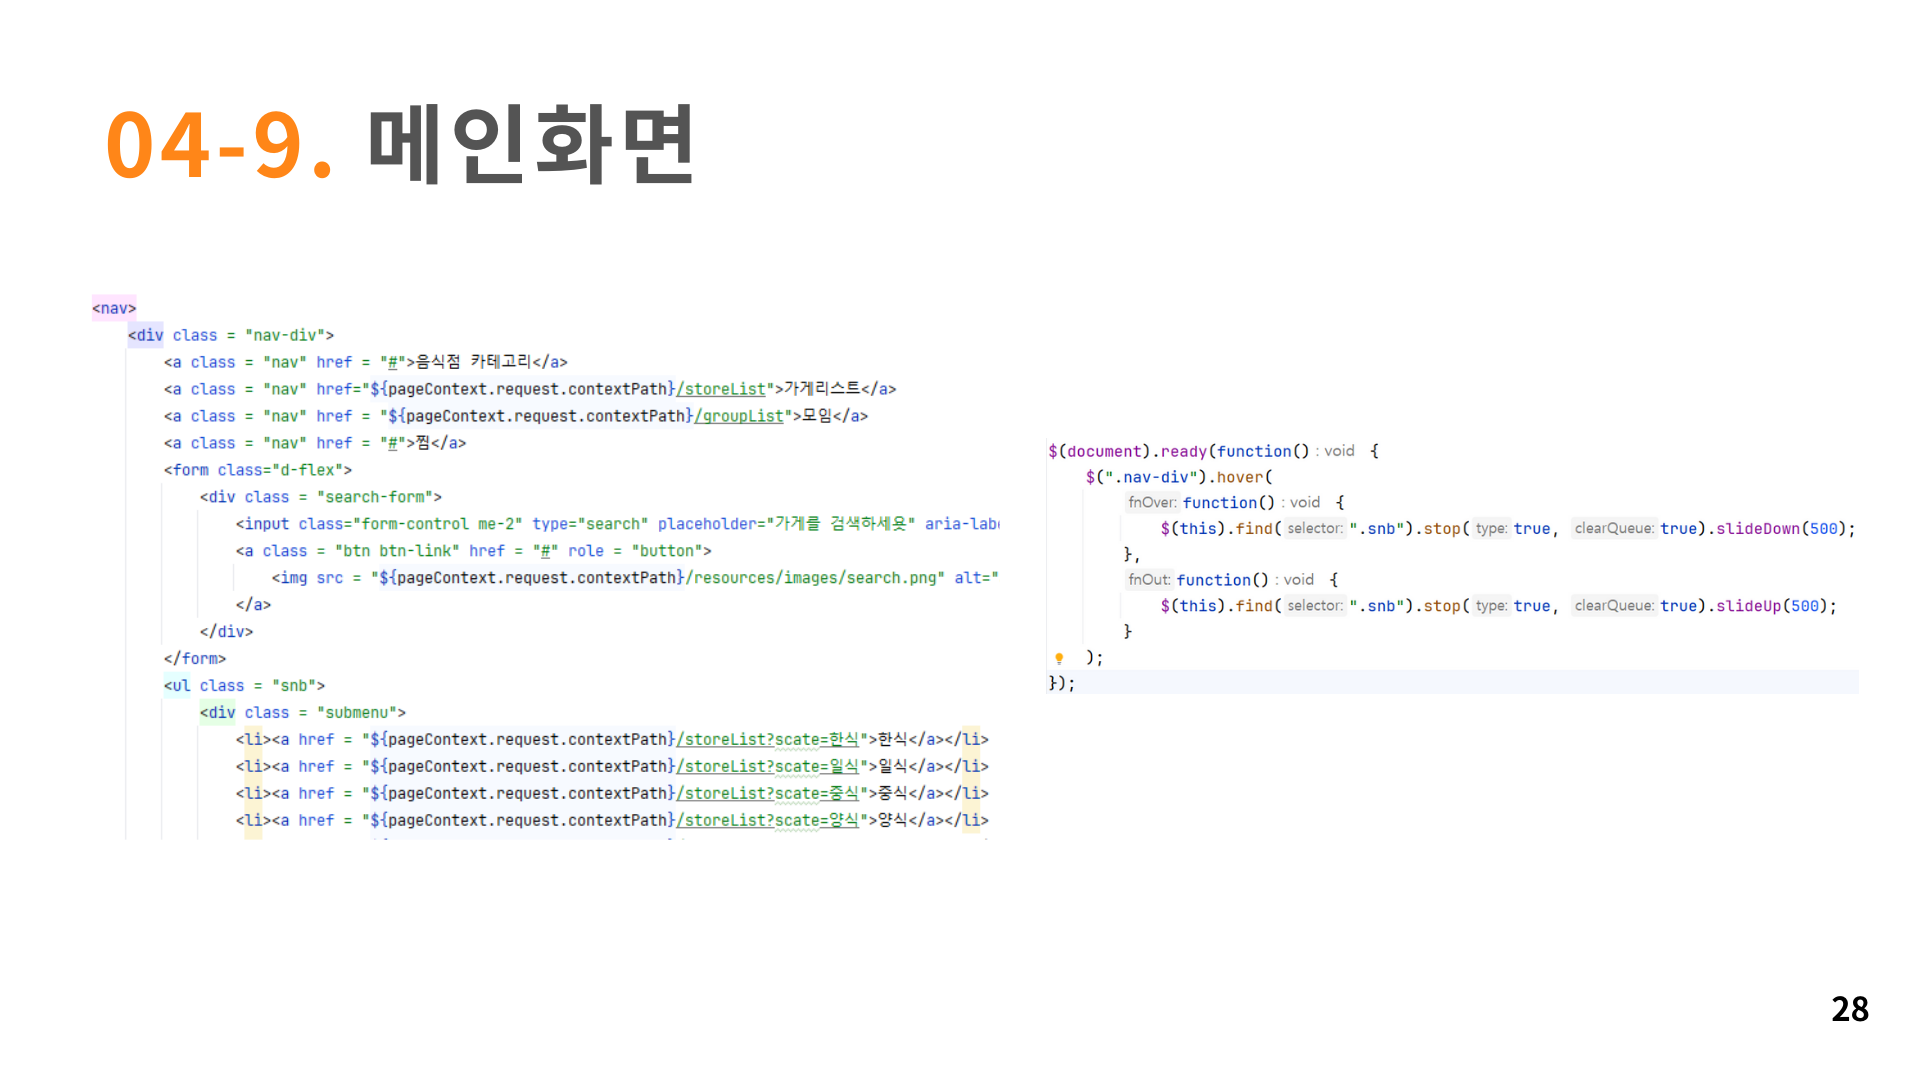 04-9. 메인화면
<nav>
<div class = "nav-div">
<a class = "nav" href = "#">음식점 카테고리</a>
<a class = "nav" href="${pageContext.request.contextPath}/storeList">가게리스트</a>
<a class = "nav" href = "${pageContext.request.contextPath}/groupList">모임</a>
<a class = "nav" href = "#">찜</a>
<form class="d-flex">
<div class = "search-form">
<input class="form-control me-2" type="search" placeholder="가게를 검색하세욧" aria-labe
<a class = "btn btn-link" href = "#" role = "button">
<img src = "${pageContext.request.contextPath}/resources/images/search.png" alt="
</a>
</div>
</form>
<ul class = "snb">
<div class = "submenu">
<li><a href = "${pageContext.request.contextPath}/storeList?scate=한식">한식</a></li>
<li><a href = "${pageContext.request.contextPath}/storeList?scate=일식">일식</a></li>
<li><a href = "${pageContext.request.contextPath}/storeList?scate=중식">중식</a></li>
<li><a href = "${pageContext.request.contextPath}/storeList?scate=양식">양식</a></li>
$(document).ready(function() : void {
$(".nav-div").hover(
fnOver: function() : void {
$(this).find( selector: ".snb").stop( type: true, clearQueue: true).slideDown(500);
},
fnOut: function() : void {
$(this).find( selector: ".snb").stop( type: true, clearQueue: true).slideUp(500);
}
);
});
28